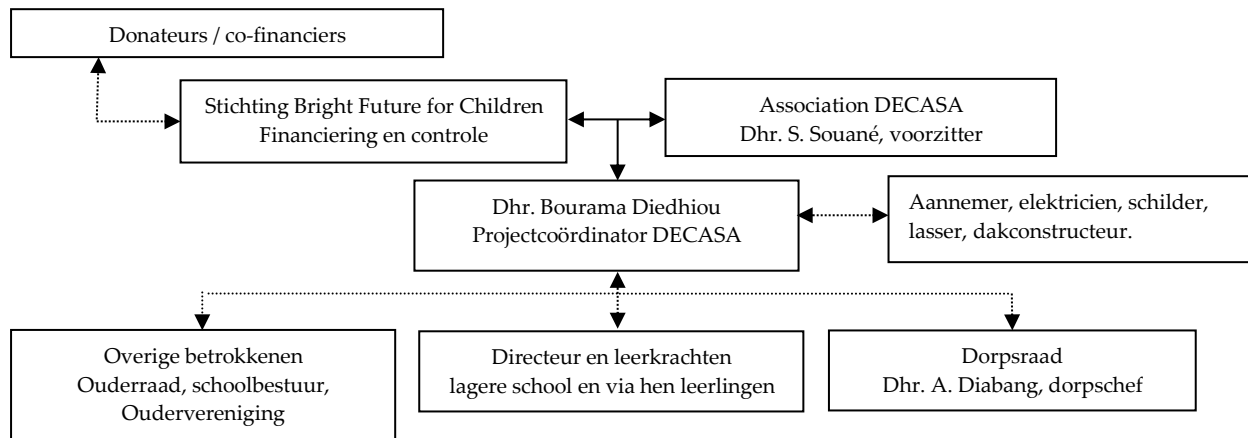 Donateurs / co-financiers
Stichting Bright Future for Children
Financiering en controle
Association DECASA
Dhr. S. Souané, voorzitter
Dhr. Bourama Diedhiou
Projectcoördinator DECASA
Aannemer, elektricien, schilder,
lasser, dakconstructeur.
Overige betrokkenen
Ouderraad, schoolbestuur,
Oudervereniging
Directeur en leerkrachten
lagere school en via hen leerlingen
Dorpsraad
Dhr. A. Diabang, dorpschef